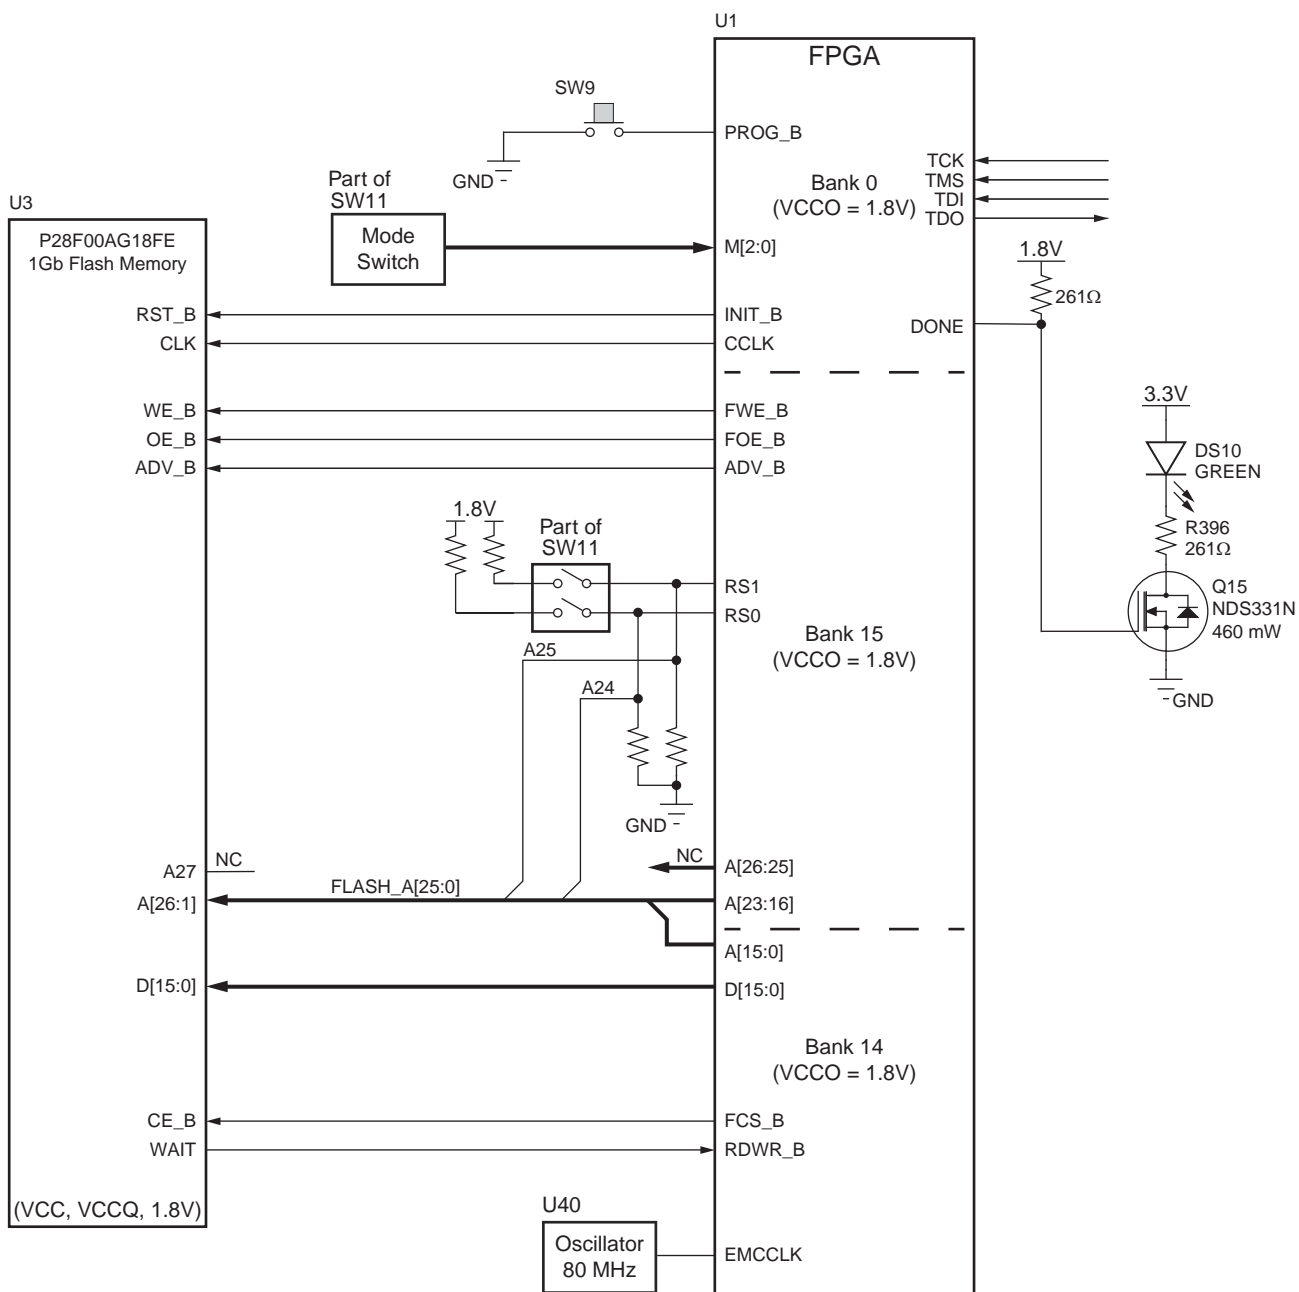 U1
FPGA
SW9
PROG_B
GND
TCK
TMS
TDI
TDO
Bank 0
(VCCO = 1.8V)
Part of
SW11
Mode
Switch
M[2:0]
U3
P28F00AG18FE
1Gb Flash Memory
1.8V
261Ω
RST_B
INIT_B
DONE
CLK
CCLK
WE_B
FWE_B
OE_B
FOE_B
ADV_B
ADV_B
3.3V
DS10
GREEN
R396
261Ω
Q15
NDS331N
460 mW
GND
1.8V
Part of
SW11
RS1
RS0
Bank 15
(VCCO = 1.8V)
A25
A24
GND
A27
NC
NC
A[26:25]
A[26:1]
FLASH_A[25:0]
A[23:16]
A[15:0]
D[15:0]
D[15:0]
Bank 14
(VCCO = 1.8V)
CE_B
FCS_B
WAIT
RDWR_B
(VCC, VCCQ, 1.8V)
U40
Oscillator
80 MHz
EMCCLK